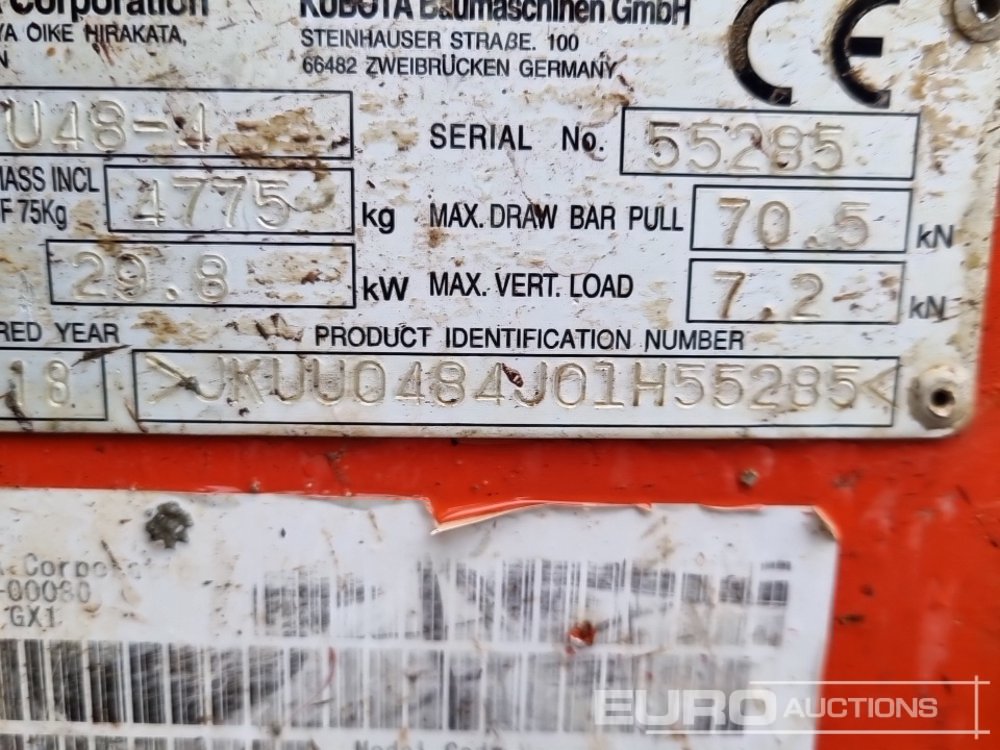 Corporation KUBOTA Baumaschinen GmbH
YA OIKE HIRAKATA, STEINHAUSER STRAßE. 100
66482 ZWEIBRÜCKEN GERMANY
CE
U48-4 SERIAL No. 55285
MASS INCL 4775 kg MAX. DRAW BAR PULL 70.5 kN
F 75Kg
29.8 kW MAX. VERT. LOAD 7.2 kN
RED YEAR PRODUCT IDENTIFICATION NUMBER
18 >JKUU0484J01H55285<
-00080
GX1
EURO AUCTIONS